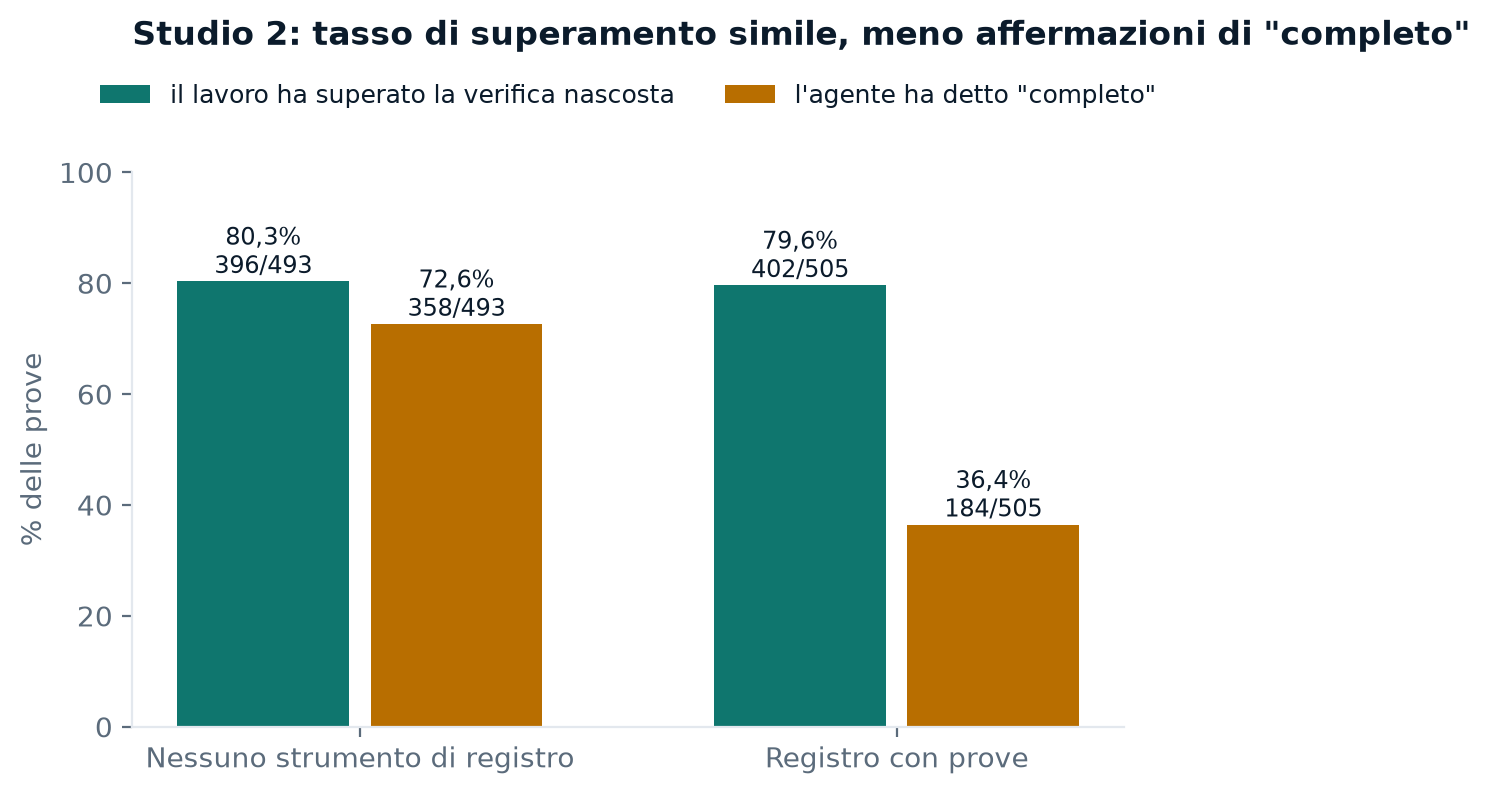 Studio 2: tasso di superamento simile, meno affermazioni di "completo"
il lavoro ha superato la verifica nascosta
l'agente ha detto "completo"
% delle prove
100
80
60
40
20
0
80,3%
396/493
72,6%
358/493
79,6%
402/505
36,4%
184/505
Nessuno strumento di registro
Registro con prove